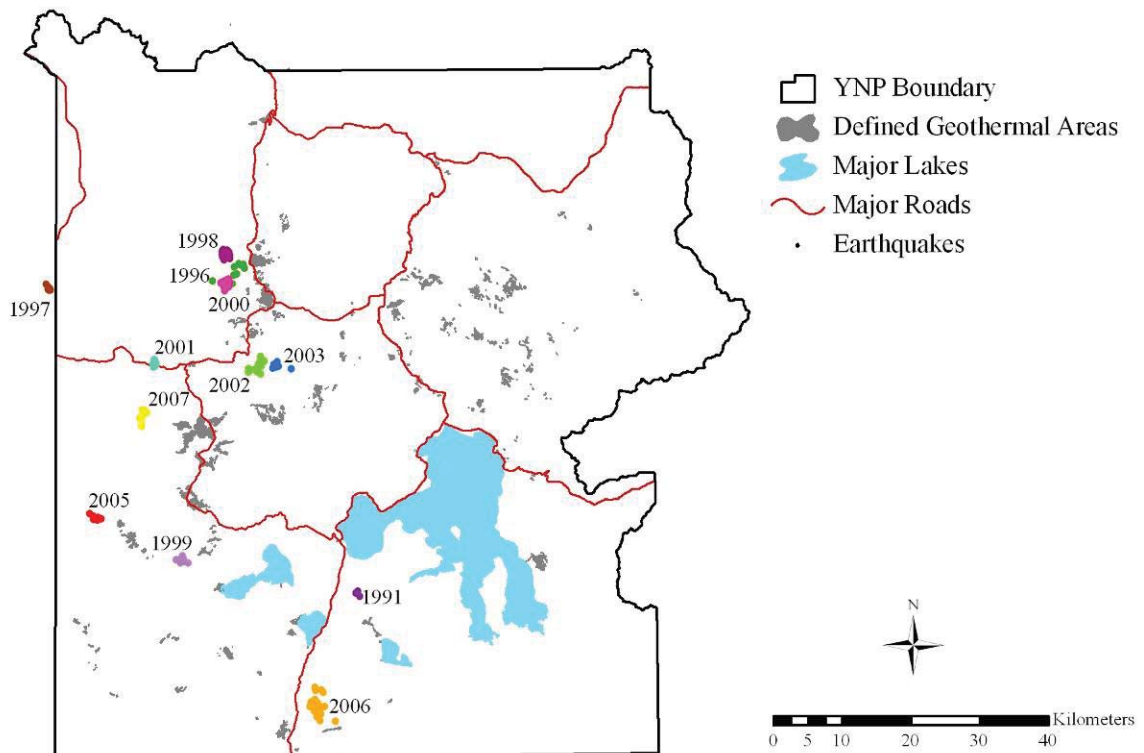 YNP Boundary
Defined Geothermal Areas
Major Lakes
Major Roads
Earthquakes
1998
1996
1997
2000
2001
2003
2002
2007
2005
1999
1991
2006
N
Kilometers
0 5 10 20 30 40